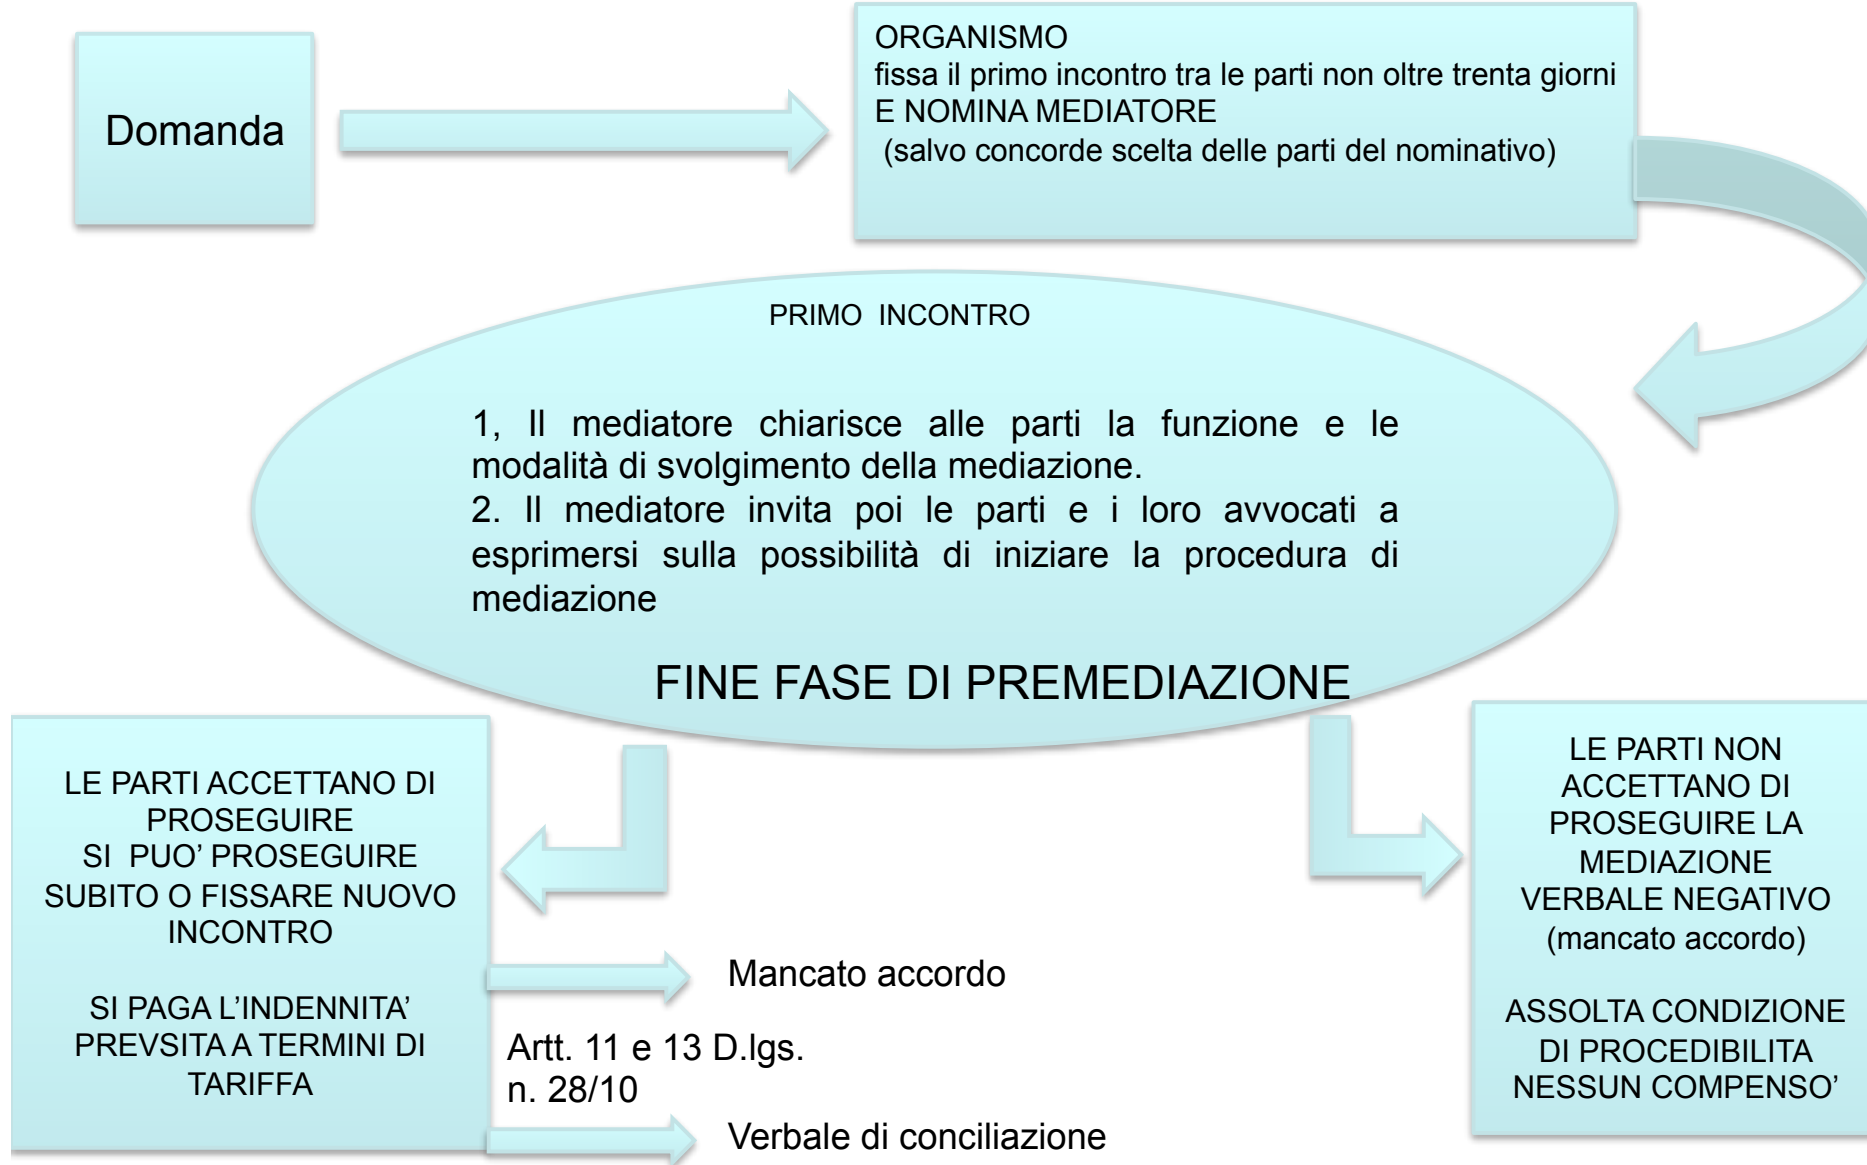 Domanda
ORGANISMO
fissa il primo incontro tra le parti non oltre trenta giorni
E NOMINA MEDIATORE
(salvo concorde scelta delle parti del nominativo)
PRIMO INCONTRO
1, Il mediatore chiarisce alle parti la funzione e le
modalità di svolgimento della mediazione.
2. Il mediatore invita poi le parti e i loro avvocati a
esprimersi sulla possibilità di iniziare la procedura di
mediazione
FINE FASE DI PREMEDIAZIONE
LE PARTI ACCETTANO DI
PROSEGUIRE
SI PUO' PROSEGUIRE
SUBITO O FISSARE NUOVO
INCONTRO
SI PAGA L'INDENNITA'
PREVSITA A TERMINI DI
TARIFFA
Mancato accordo
Artt. 11 e 13 D.lgs.
n. 28/10
Verbale di conciliazione
LE PARTI NON
ACCETTANO DI
PROSEGUIRE LA
MEDIAZIONE
VERBALE NEGATIVO
(mancato accordo)
ASSOLTA CONDIZIONE
DI PROCEDIBILITA
NESSUN COMPENSO'